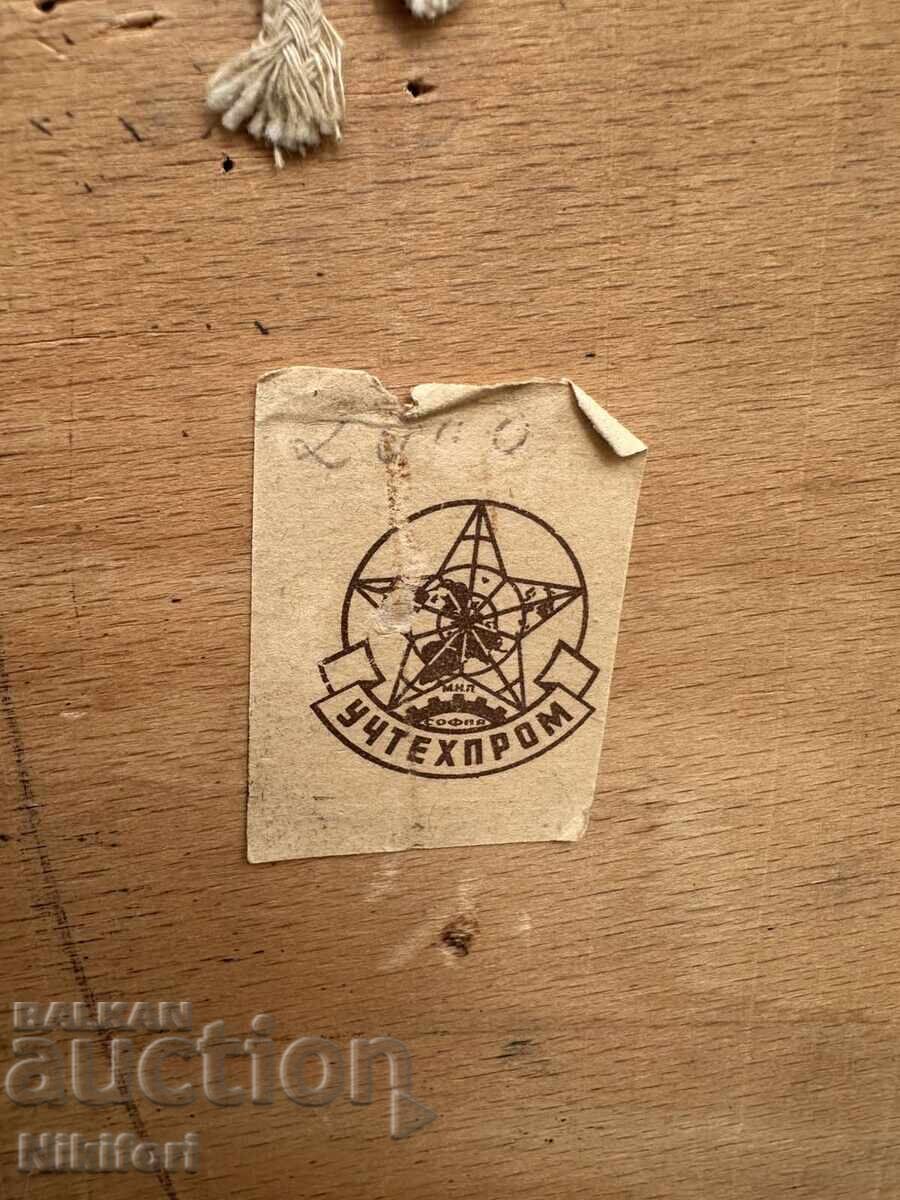 М.Н.П
СОФИЯ
УЧТЕХПРОМ
BALKAN
auction
Nikifori